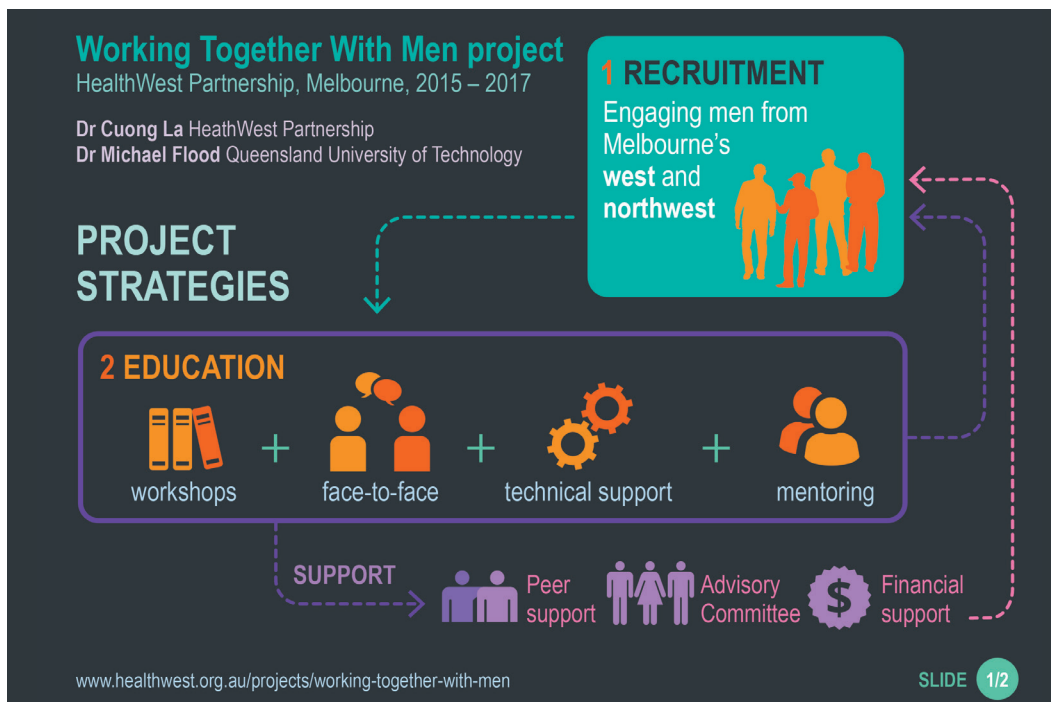 Working Together With Men project
HealthWest Partnership, Melbourne, 2015 – 2017
Dr Cuong La HeathWest Partnership
Dr Michael Flood Queensland University of Technology
1 RECRUITMENT
Engaging men from
Melbourne's
west and
northwest
PROJECT
STRATEGIES
2 EDUCATION
workshops
+
face-to-face
+
technical support
+
mentoring
SUPPORT
Peer
support
Advisory
Committee
$
Financial
support
www.healthwest.org.au/projects/working-together-with-men
SLIDE 1/2